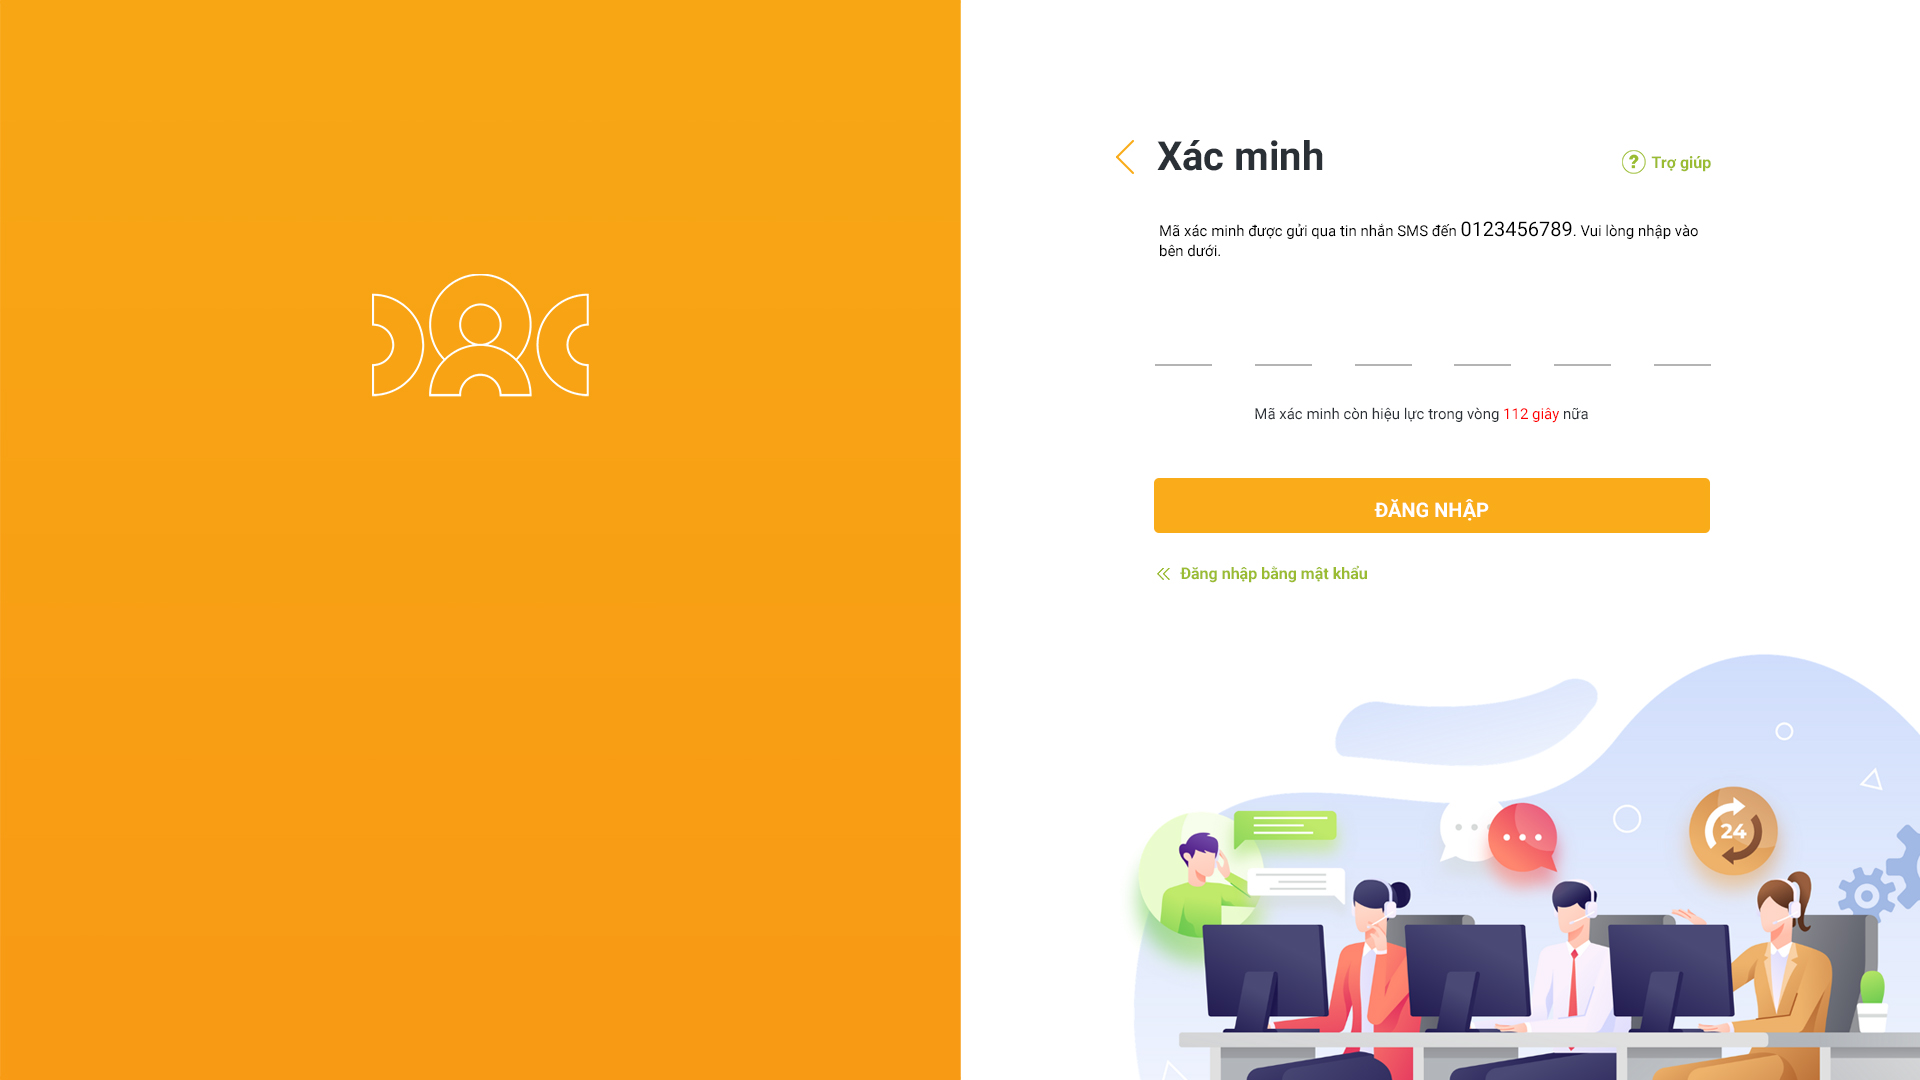 Xác minh
Trợ giúp
Mã xác minh được gửi qua tin nhắn SMS đến 0123456789. Vui lòng nhập vào
bên dưới.
Mã xác minh còn hiệu lực trong vòng 112 giây nữa
ĐĂNG NHẬP
Đăng nhập bằng mật khẩu
24